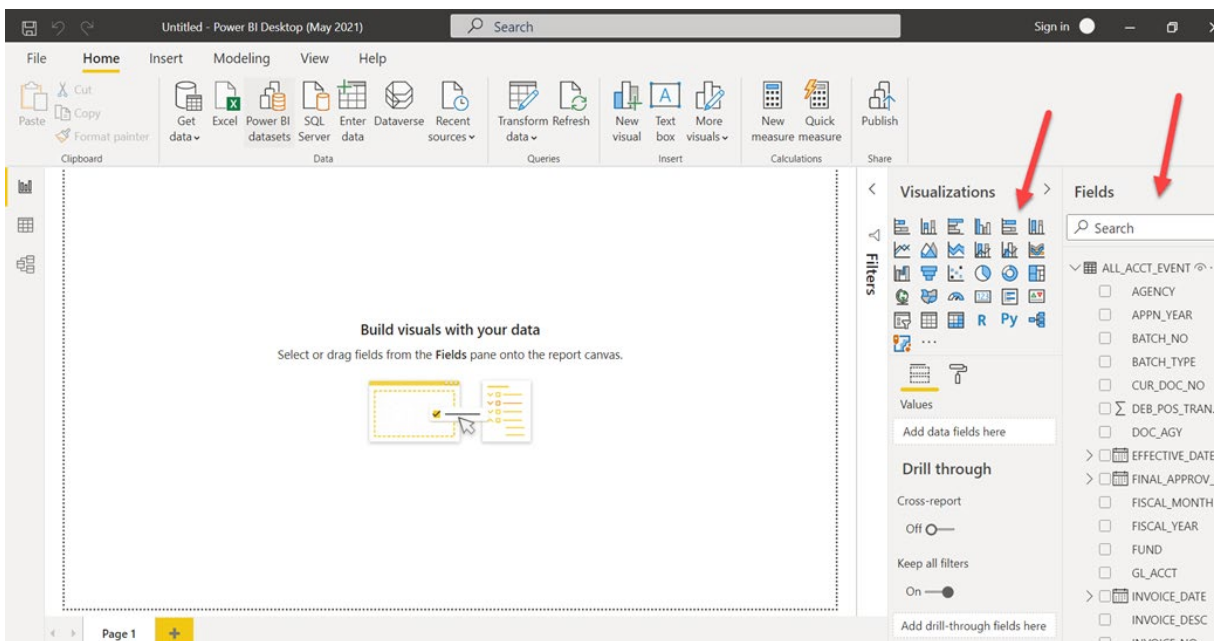 Untitled - Power BI Desktop (May 2021)
Search
Sign in
File Home Insert Modeling View Help
Paste
Cut
Copy
Format painter
Clipboard
Get data
Excel
Power BI datasets
SQL Server
Enter data
Dataverse
Recent sources
Data
Transform data
Refresh
Queries
New visual
Text box
More visuals
Insert
New measure
Quick measure
Calculations
Publish
Share
Build visuals with your data
Select or drag fields from the Fields pane onto the report canvas.
Filters
Visualizations
123
R Py
...
Values
Add data fields here
Drill through
Cross-report
Off
Keep all filters
On
Add drill-through fields here
Fields
Search
ALL_ACCT_EVENT
AGENCY
APPN_YEAR
BATCH_NO
BATCH_TYPE
CUR_DOC_NO
∑ DEB_POS_TRAN.
DOC_AGY
EFFECTIVE_DATE
FINAL_APPROV_
FISCAL_MONTH
FISCAL_YEAR
FUND
GL_ACCT
INVOICE_DATE
INVOICE_DESC
Page 1
+